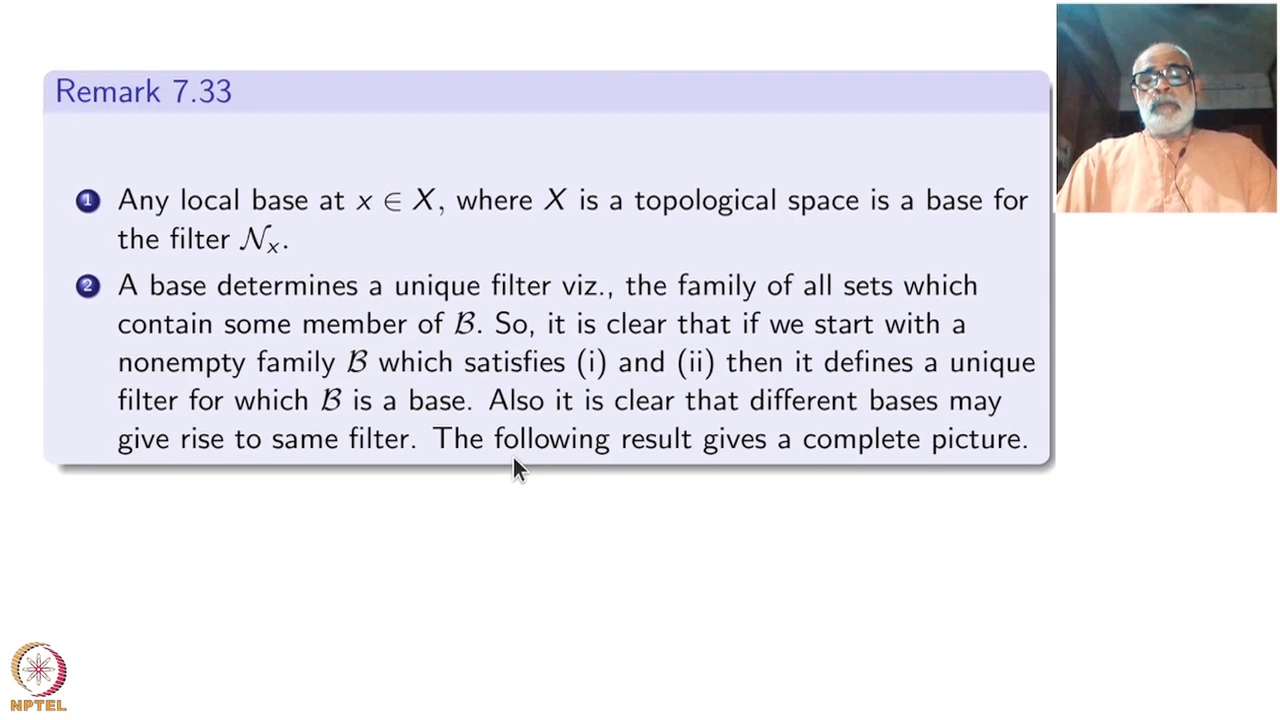 Remark 7.33
1 Any local base at x ∈ X, where X is a topological space is a base for
the filter 𝒩ₓ.
2 A base determines a unique filter viz., the family of all sets which
contain some member of ℬ. So, it is clear that if we start with a
nonempty family ℬ which satisfies (i) and (ii) then it defines a unique
filter for which ℬ is a base. Also it is clear that different bases may
give rise to same filter. The following result gives a complete picture.
NPTEL